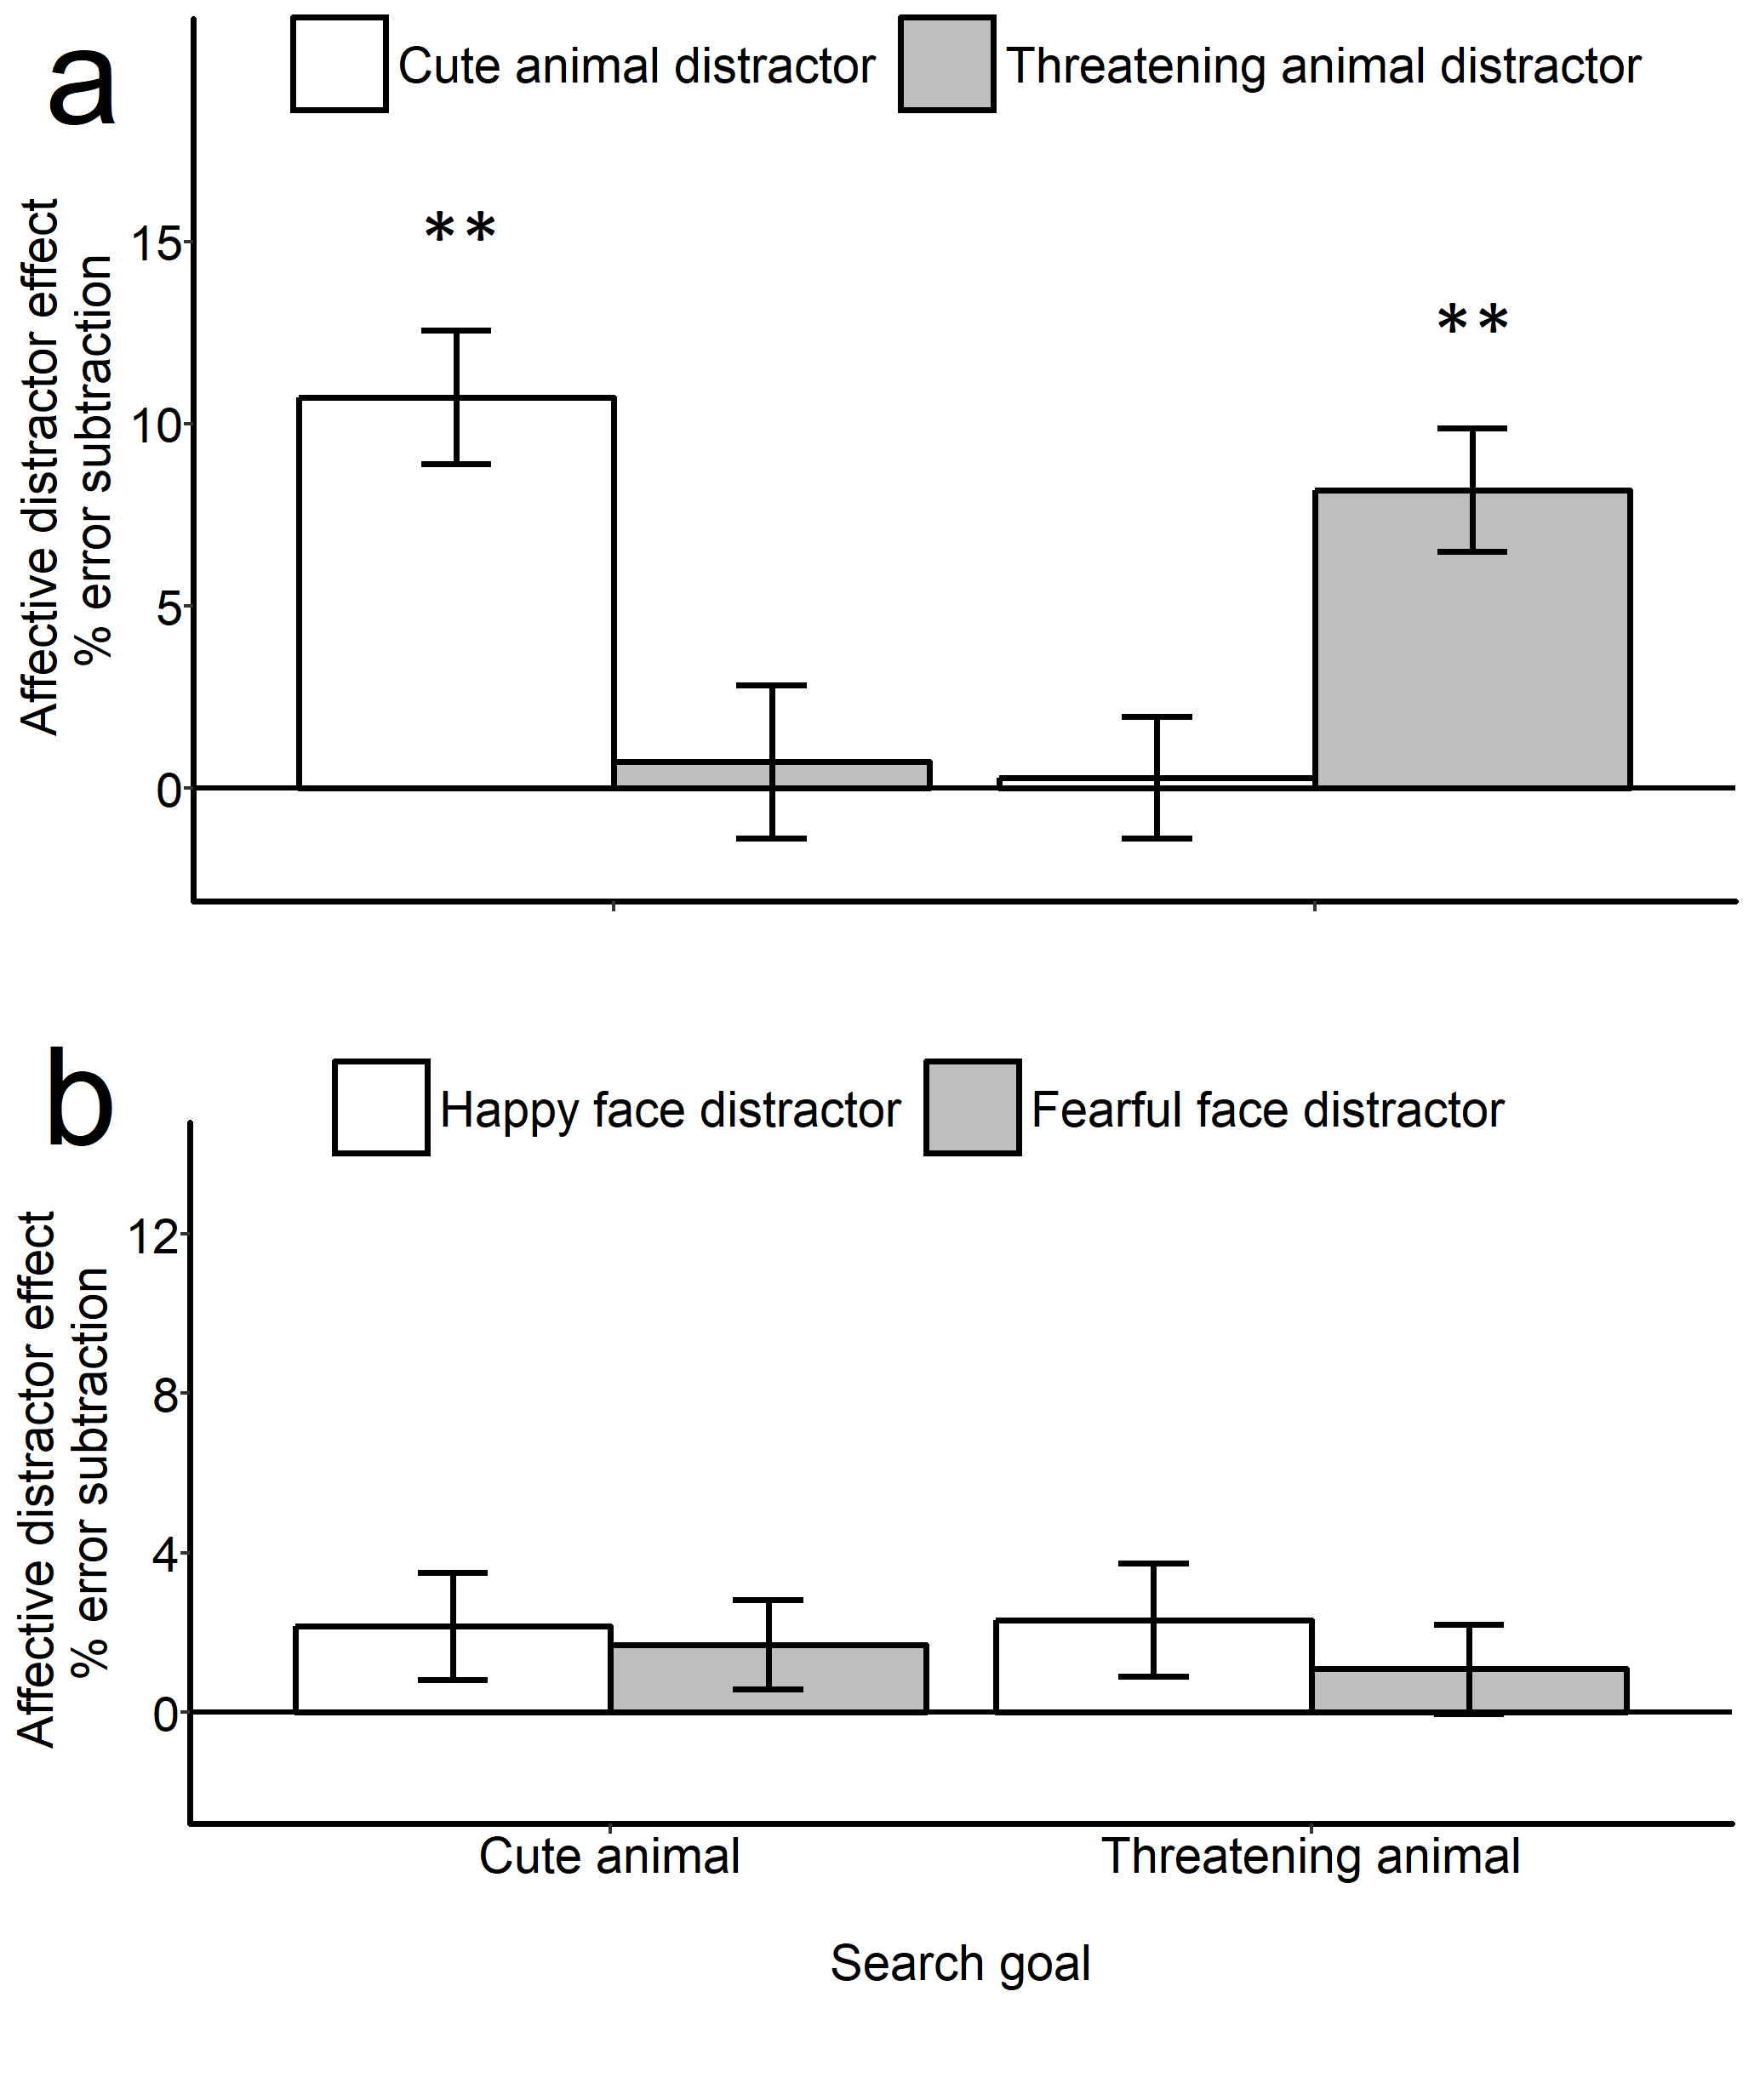 a
Cute animal distractor
Threatening animal distractor
Affective distractor effect
% error subtraction
15
10
5
0
**
**
b
Happy face distractor
Fearful face distractor
Affective distractor effect
% error subtraction
12
8
4
0
Cute animal
Threatening animal
Search goal